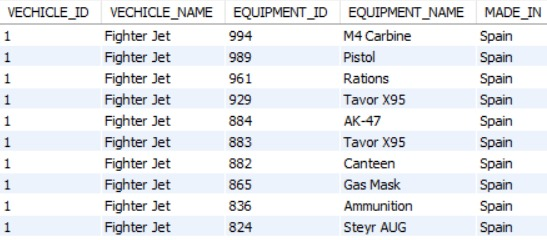 VECHICLE_ID VECHICLE_NAME EQUIPMENT_ID EQUIPMENT_NAME MADE_IN
1 Fighter Jet 994 M4 Carbine Spain
1 Fighter Jet 989 Pistol Spain
1 Fighter Jet 961 Rations Spain
1 Fighter Jet 929 Tavor X95 Spain
1 Fighter Jet 884 AK-47 Spain
1 Fighter Jet 883 Tavor X95 Spain
1 Fighter Jet 882 Canteen Spain
1 Fighter Jet 865 Gas Mask Spain
1 Fighter Jet 836 Ammunition Spain
1 Fighter Jet 824 Steyr AUG Spain